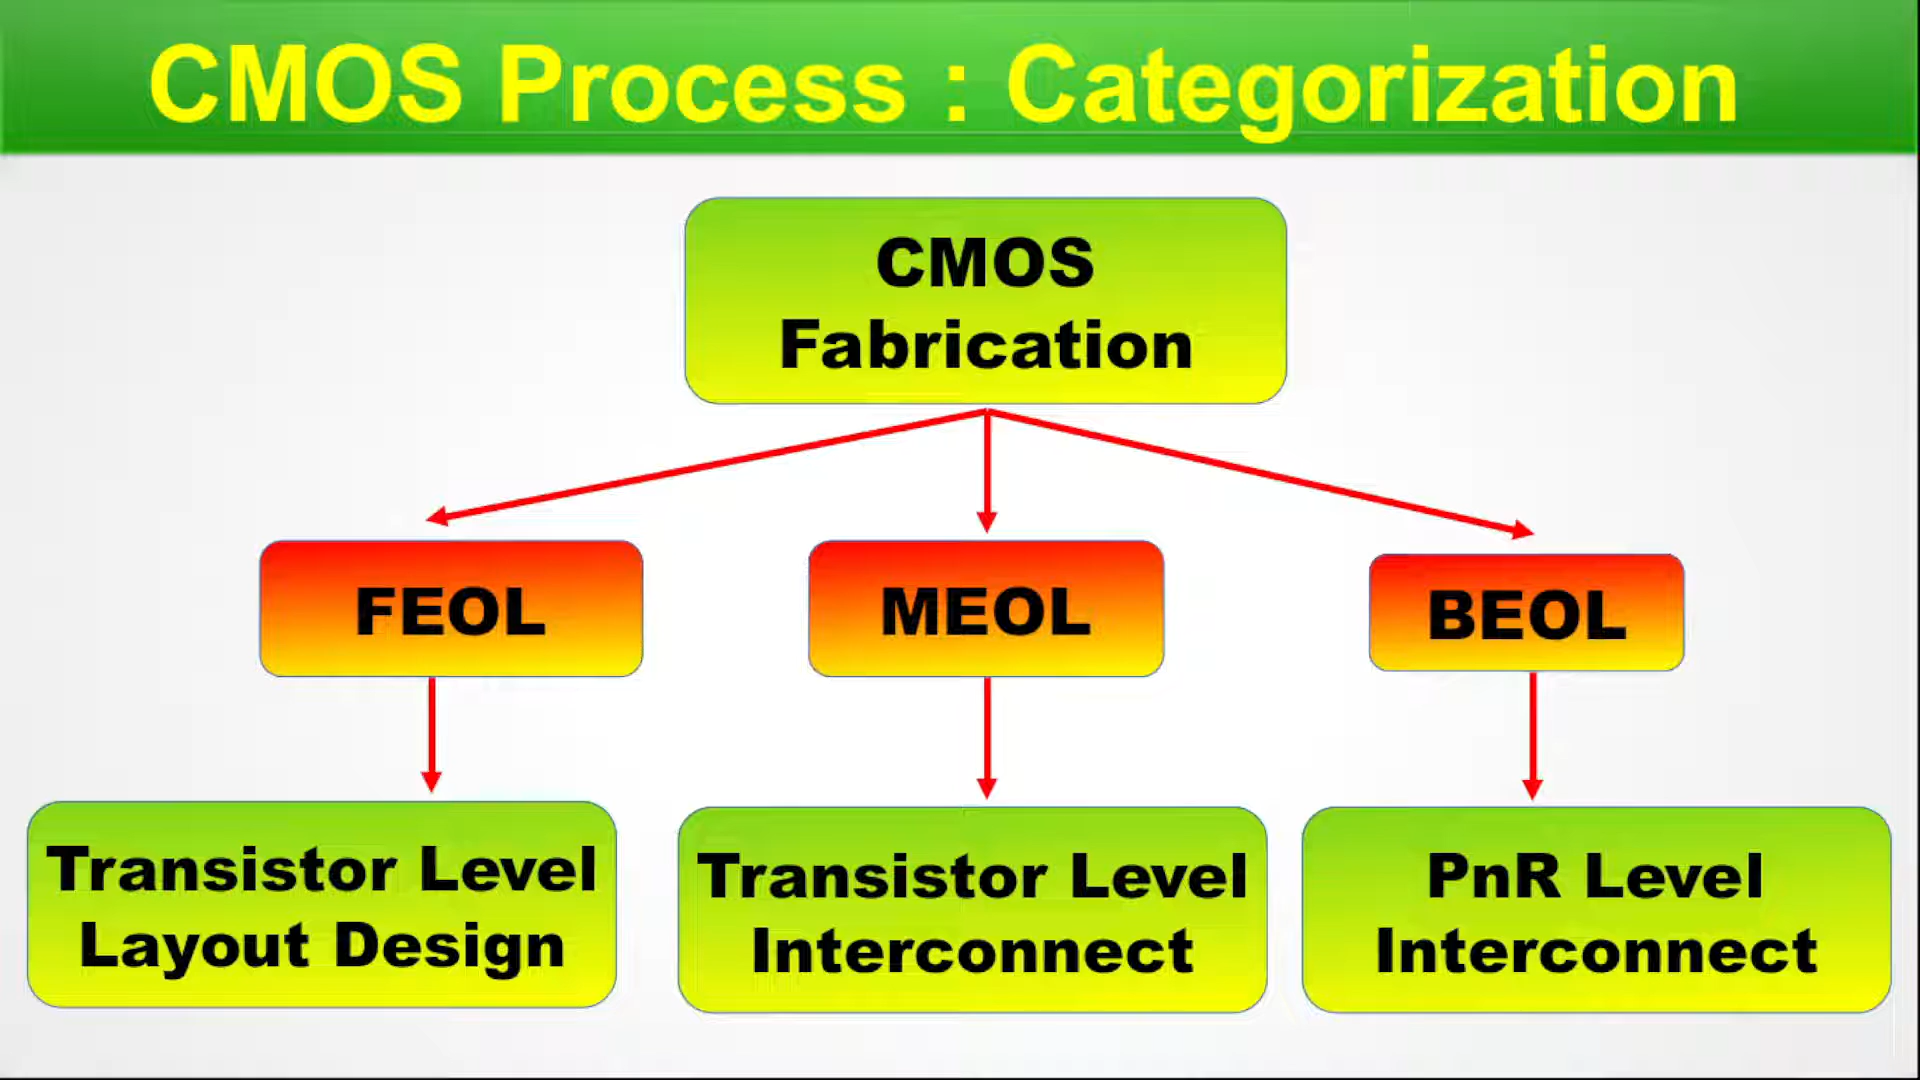 CMOS Process : Categorization
CMOS
Fabrication
FEOL
MEOL
BEOL
Transistor Level
Layout Design
Transistor Level
Interconnect
PnR Level
Interconnect